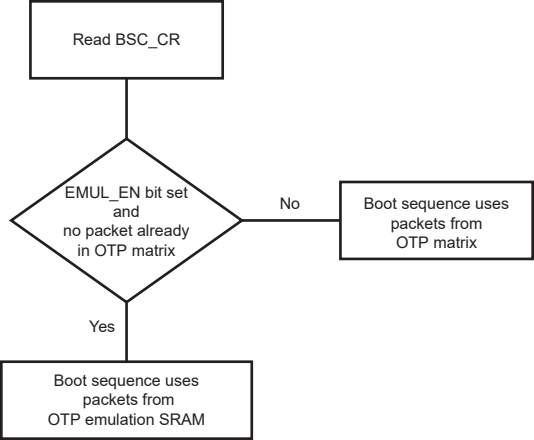 Read BSC_CR
EMUL_EN bit set
and
no packet already
in OTP matrix
No
Boot sequence uses
packets from
OTP matrix
Yes
Boot sequence uses
packets from
OTP emulation SRAM